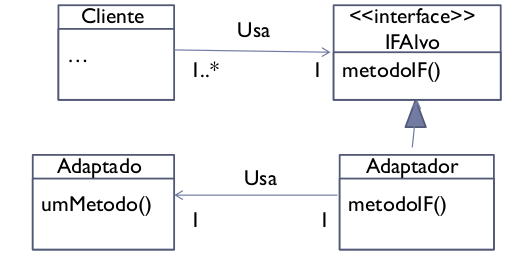 Cliente
...
Usa
1..*
1
<<interface>>
IFAlvo
metodoIF()
Adaptado
umMetodo()
Usa
1
1
Adaptador
metodoIF()